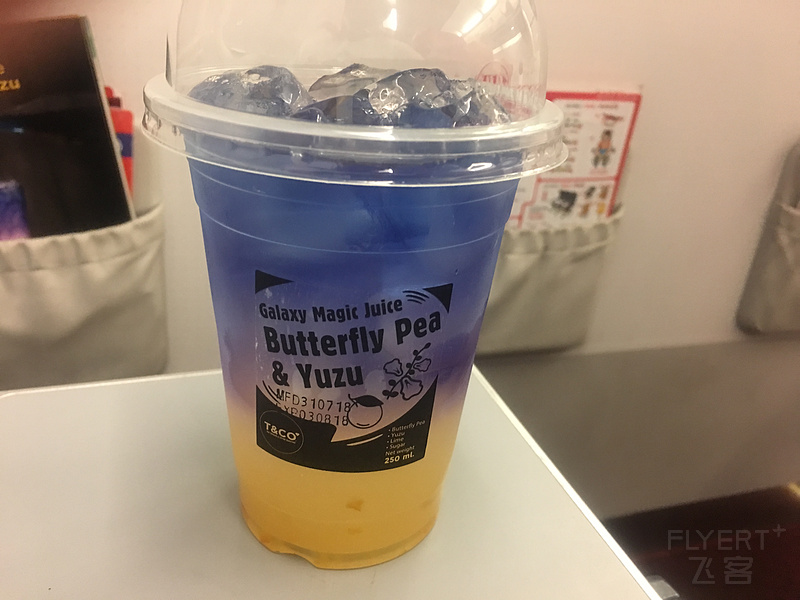 zu
Galaxy Magic Juice
Butterfly Pea
& Yuzu
MFD310718
EXP030818
T&CO
• Butterfly Pea
• Yuzu
• Lime
• Sugar
Net weight
250 mL
FLYERT+
飞客